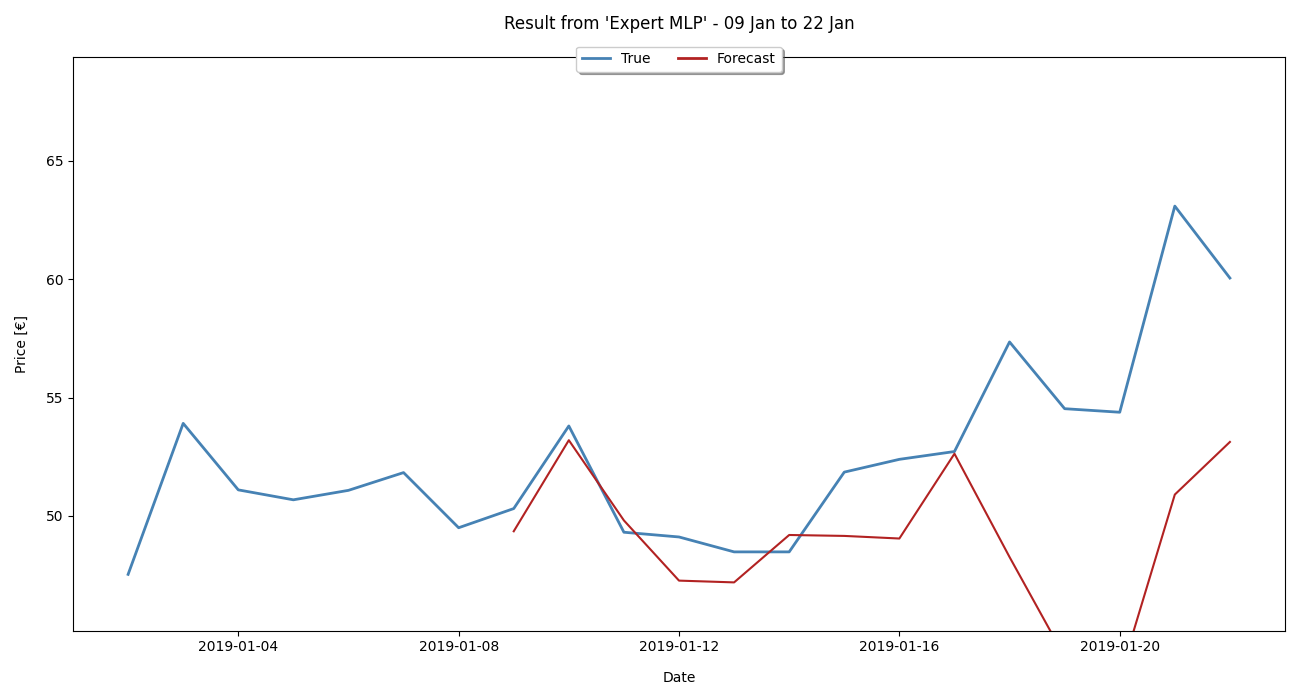 Result from 'Expert MLP' - 09 Jan to 22 Jan
True Forecast
Price [€]
65
60
55
50
2019-01-04 2019-01-08 2019-01-12 2019-01-16 2019-01-20
Date